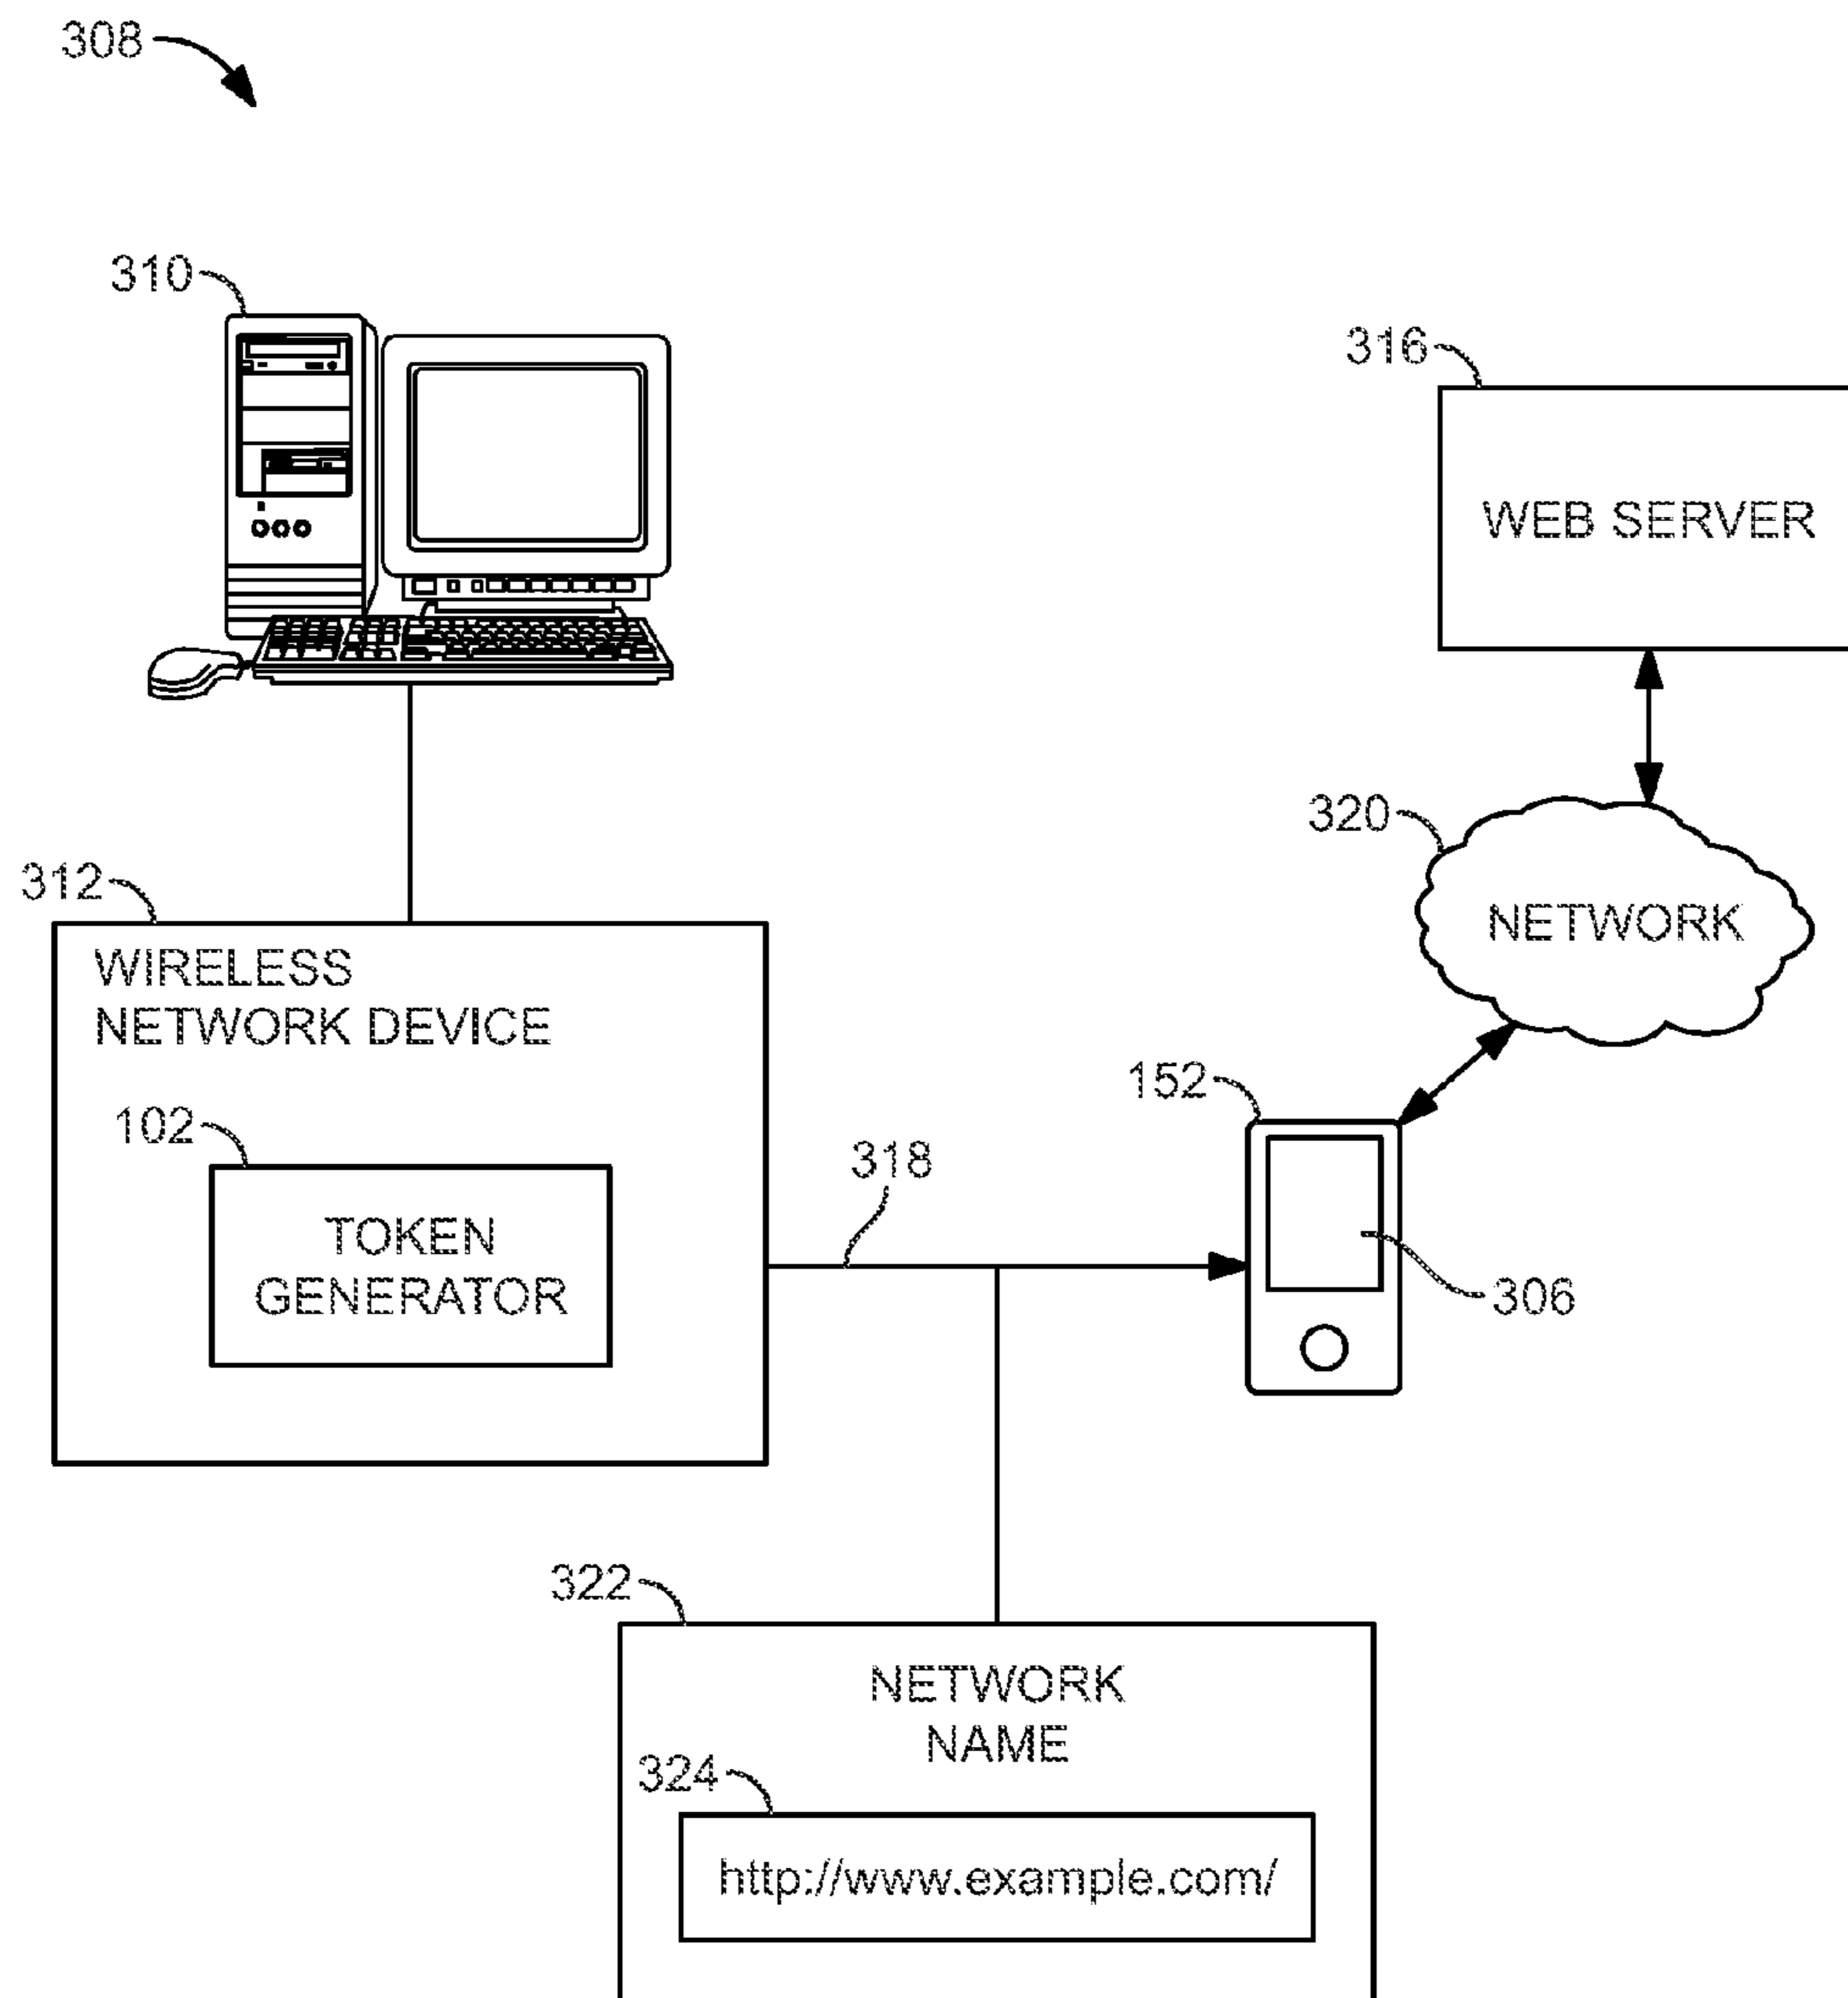 308
310
316
WEB SERVER
320
NETWORK
312
WIRELESS
NETWORK DEVICE
152
102
318
TOKEN
GENERATOR
306
322
NETWORK
NAME
324
http://www.example.com/